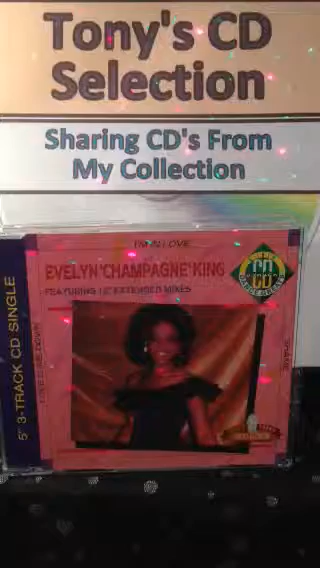 Tony's CD
Selection
Sharing CD's From
My Collection
I'M IN LOVE
EVELYN 'CHAMPAGNE' KING
FEATURING 12" EXTENDED MIXES
CD
5" 3-TRACK CD SINGLE
SHAME